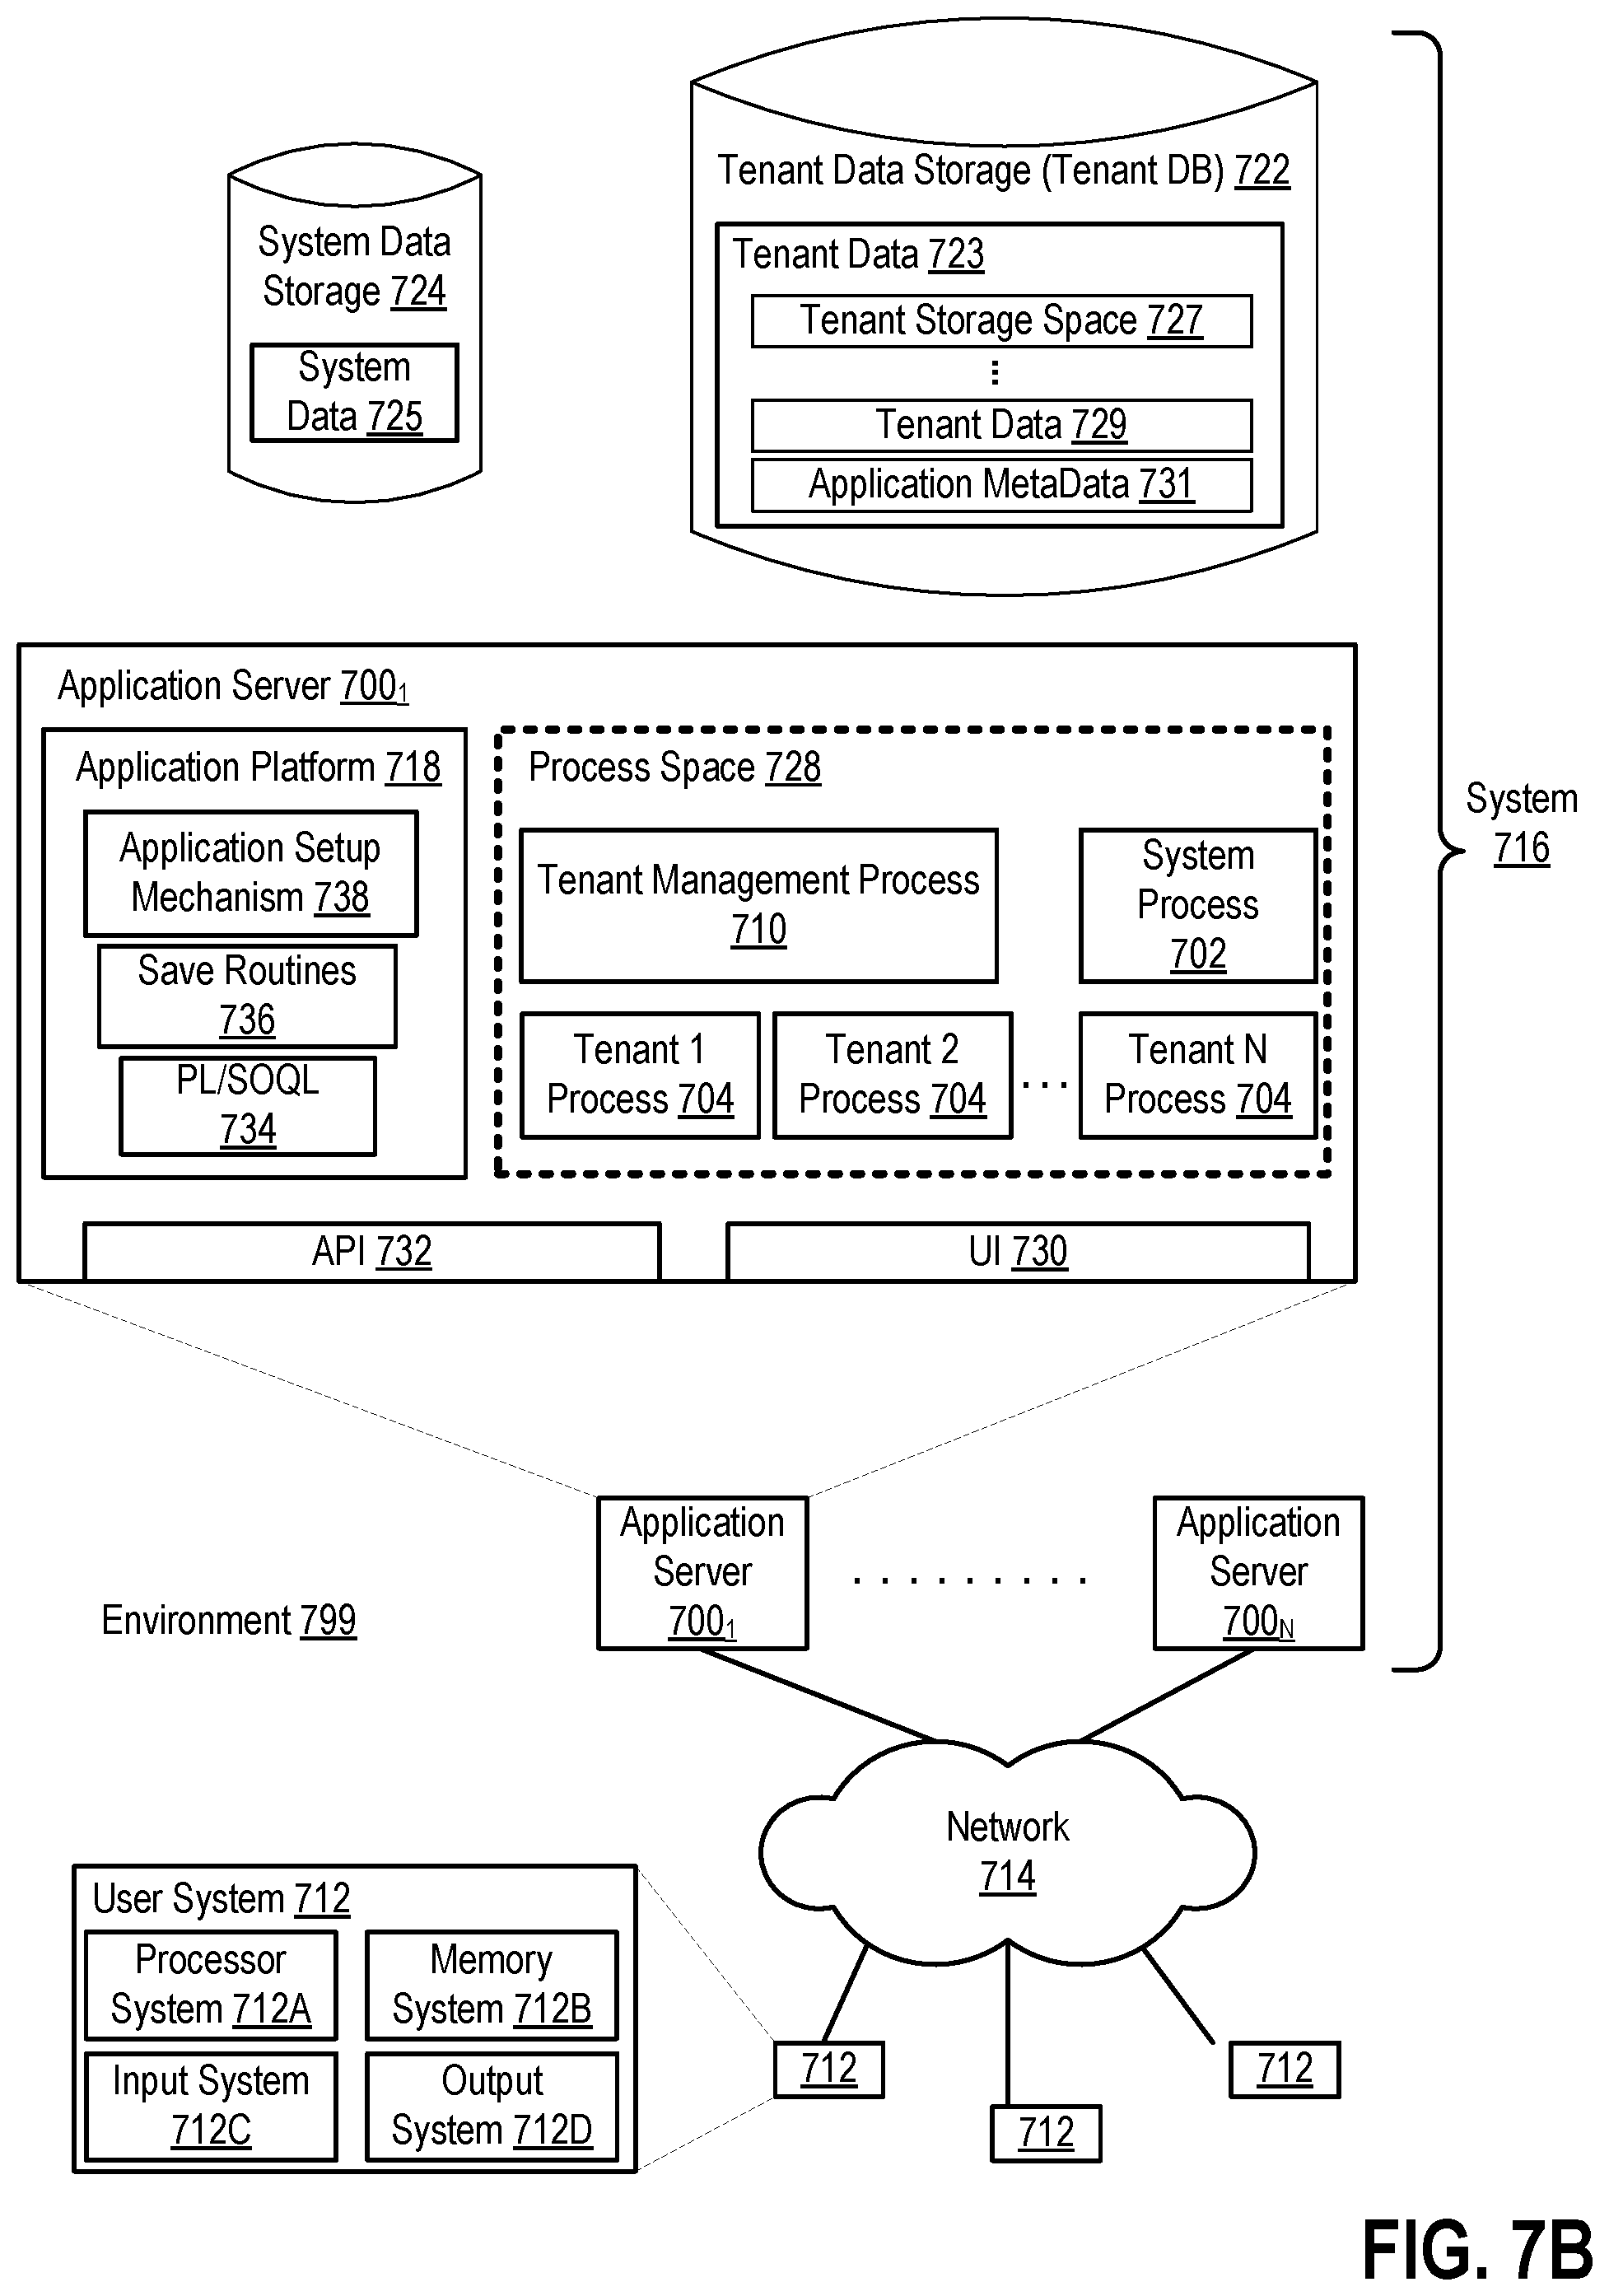 Tenant Data Storage (Tenant DB) 722
System Data
Storage 724
System
Data 725
Tenant Data 723
Tenant Storage Space 727
⋮
Tenant Data 729
Application MetaData 731
Application Server 700₁
Application Platform 718
Application Setup
Mechanism 738
Save Routines
736
PL/SOQL
734
Process Space 728
Tenant Management Process
710
System
Process
702
Tenant 1
Process 704
Tenant 2
Process 704
...
Tenant N
Process 704
API 732
UI 730
System
716
Application
Server
700₁
. . . . . . . . .
Application
Server
700N
Environment 799
Network
714
User System 712
Processor
System 712A
Memory
System 712B
Input System
712C
Output
System 712D
712
712
712
FIG. 7B